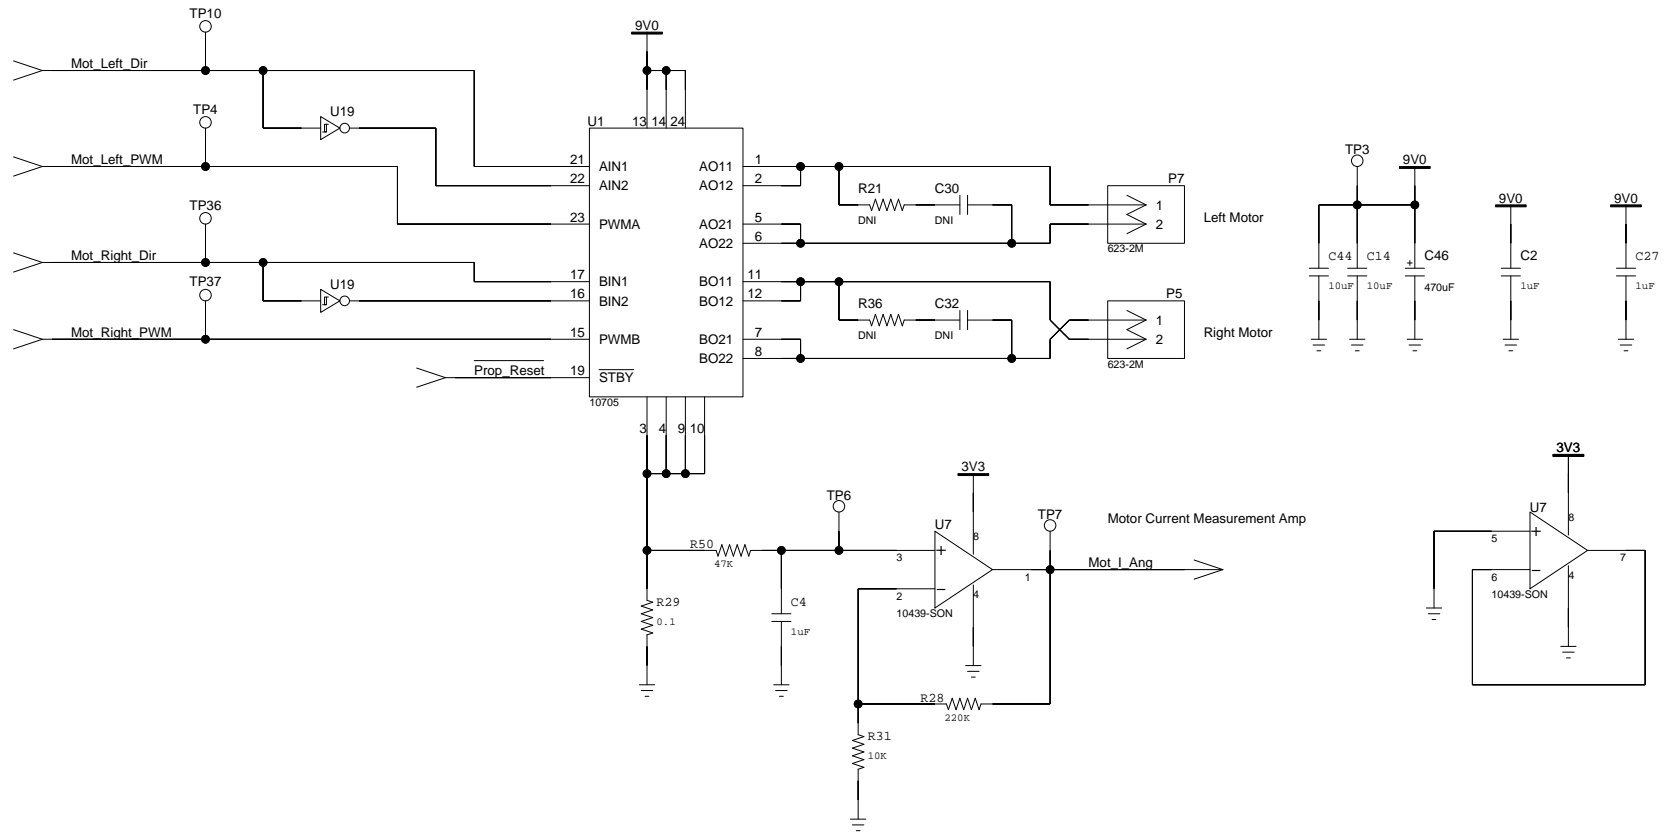 TP10
9V0
Mot_Left_Dir
TP4
U19
U1
13 14 24
Mot_Left_PWM
21 AIN1 AO11 1
22 AIN2 AO12 2
TP36
23 PWMA AO21 5
AO22 6
R21 C30
DNI DNI
P7
1
2
623-2M
Left Motor
Mot_Right_Dir
TP37
U19
17 BIN1 BO11 11
16 BIN2 BO12 12
Mot_Right_PWM
15 PWMB BO21 7
BO22 8
R36 C32
DNI DNI
P5
1
2
623-2M
Right Motor
Prop_Reset
19 STBY
10705
3 4 9 10
TP3
9V0
9V0
9V0
C44 C14 C46 C2 C27
10uF 10uF + 470uF 1uF 1uF
3V3
TP6
U7
8
TP7
Motor Current Measurement Amp
R50
47K
3 +
2 −
1
4
10439-SON
Mot_I_Ang
R29
0.1
C4
1uF
R28
220K
R31
10K
3V3
U7
8
5 +
6 −
7
4
10439-SON